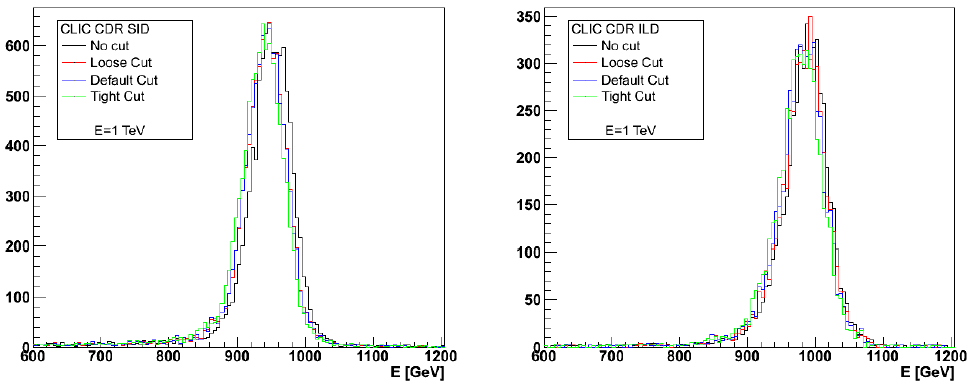 CLIC CDR SID
No cut
Loose Cut
Default Cut
Tight Cut
E=1 TeV
600
500
400
300
200
100
0
600 700 800 900 1000 1100 1200
E [GeV]
CLIC CDR ILD
No cut
Loose Cut
Default Cut
Tight Cut
E=1 TeV
350
300
250
200
150
100
50
0
600 700 800 900 1000 1100 1200
E [GeV]